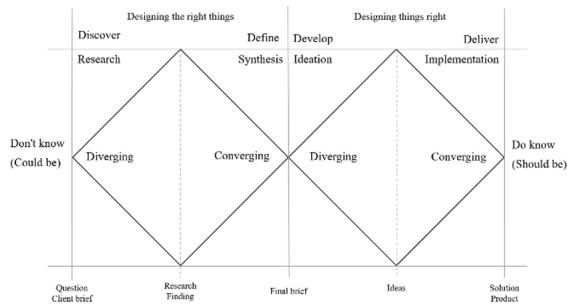 Designing the right things
Designing things right
Discover
Define
Develop
Deliver
Research
Synthesis
Ideation
Implementation
Don't know
(Could be)
Diverging
Converging
Diverging
Converging
Do know
(Should be)
Question
Client brief
Research
Finding
Final brief
Ideas
Solution
Product